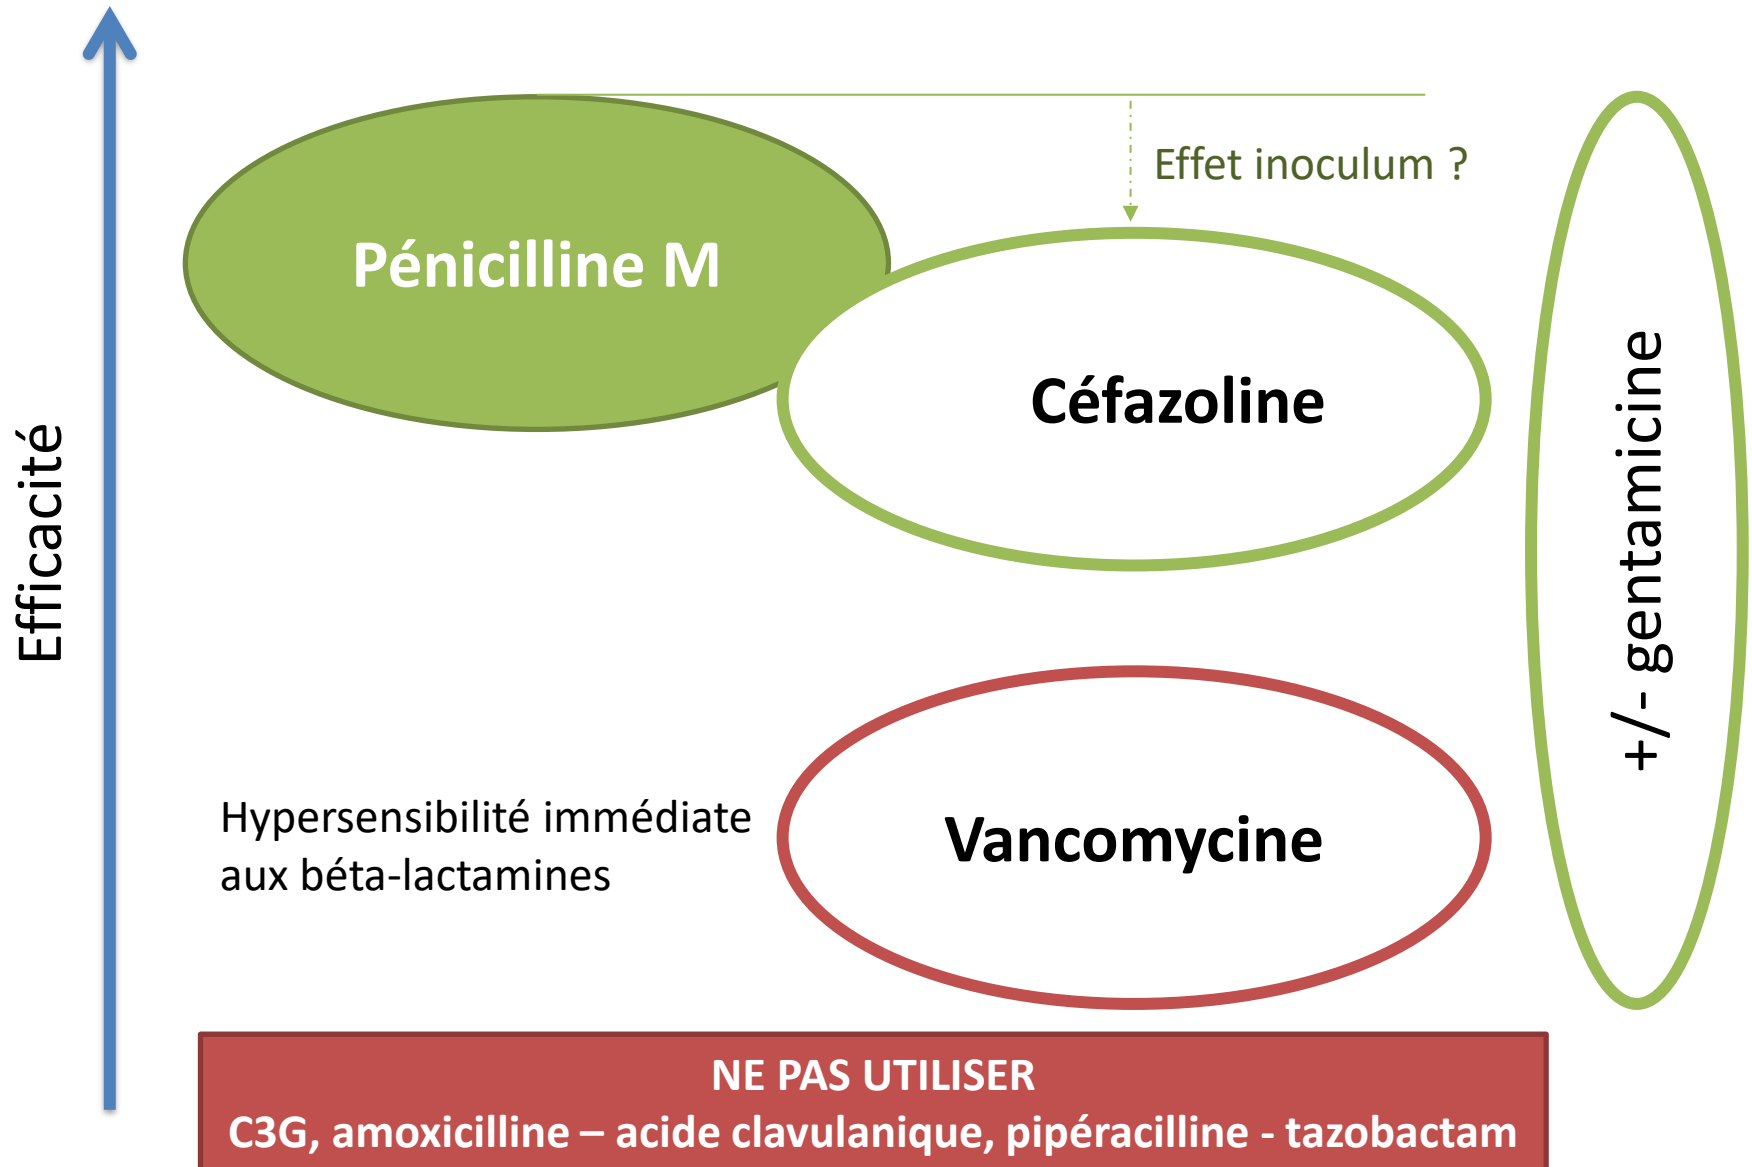 Efficacité
Effet inoculum ?
Pénicilline M
Céfazoline
+/- gentamicine
Hypersensibilité immédiate
aux béta-lactamines
Vancomycine
NE PAS UTILISER
C3G, amoxicilline – acide clavulanique, pipéracilline - tazobactam